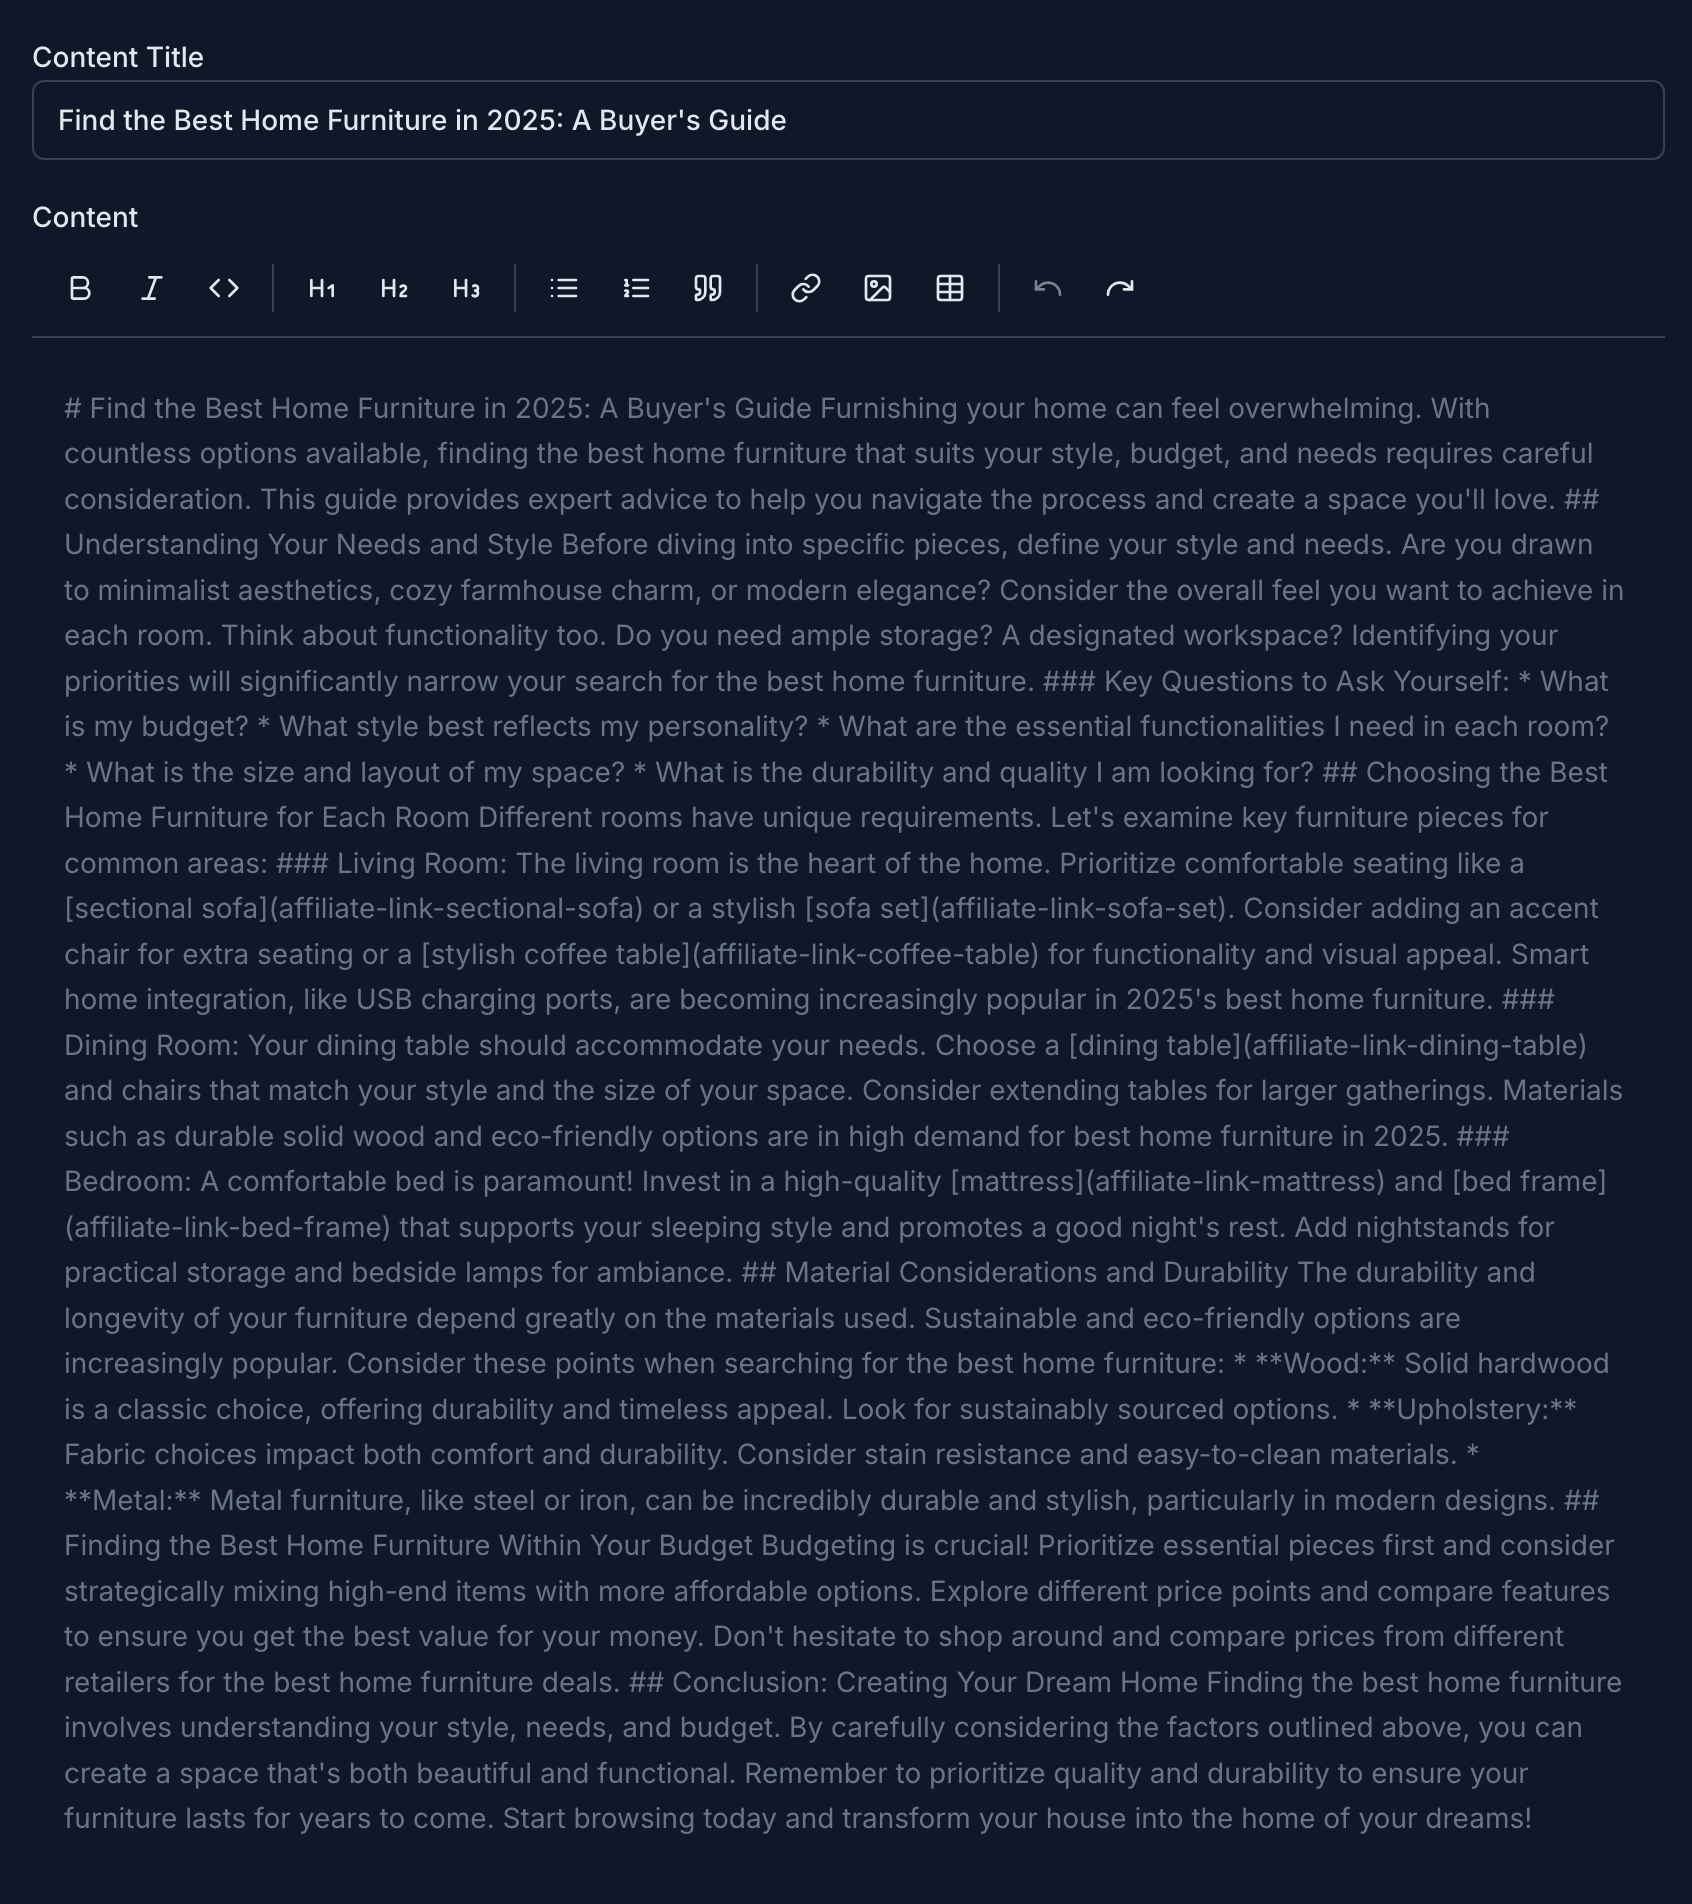 Content Title
Find the Best Home Furniture in 2025: A Buyer's Guide
Content
B I <> H1 H2 H3
# Find the Best Home Furniture in 2025: A Buyer's Guide Furnishing your home can feel overwhelming. With
countless options available, finding the best home furniture that suits your style, budget, and needs requires careful
consideration. This guide provides expert advice to help you navigate the process and create a space you'll love. ##
Understanding Your Needs and Style Before diving into specific pieces, define your style and needs. Are you drawn
to minimalist aesthetics, cozy farmhouse charm, or modern elegance? Consider the overall feel you want to achieve in
each room. Think about functionality too. Do you need ample storage? A designated workspace? Identifying your
priorities will significantly narrow your search for the best home furniture. ### Key Questions to Ask Yourself: * What
is my budget? * What style best reflects my personality? * What are the essential functionalities I need in each room?
* What is the size and layout of my space? * What is the durability and quality I am looking for? ## Choosing the Best
Home Furniture for Each Room Different rooms have unique requirements. Let's examine key furniture pieces for
common areas: ### Living Room: The living room is the heart of the home. Prioritize comfortable seating like a
[sectional sofa](affiliate-link-sectional-sofa) or a stylish [sofa set](affiliate-link-sofa-set). Consider adding an accent
chair for extra seating or a [stylish coffee table](affiliate-link-coffee-table) for functionality and visual appeal. Smart
home integration, like USB charging ports, are becoming increasingly popular in 2025's best home furniture. ###
Dining Room: Your dining table should accommodate your needs. Choose a [dining table](affiliate-link-dining-table)
and chairs that match your style and the size of your space. Consider extending tables for larger gatherings. Materials
such as durable solid wood and eco-friendly options are in high demand for best home furniture in 2025. ###
Bedroom: A comfortable bed is paramount! Invest in a high-quality [mattress](affiliate-link-mattress) and [bed frame]
(affiliate-link-bed-frame) that supports your sleeping style and promotes a good night's rest. Add nightstands for
practical storage and bedside lamps for ambiance. ## Material Considerations and Durability The durability and
longevity of your furniture depend greatly on the materials used. Sustainable and eco-friendly options are
increasingly popular. Consider these points when searching for the best home furniture: * **Wood:** Solid hardwood
is a classic choice, offering durability and timeless appeal. Look for sustainably sourced options. * **Upholstery:**
Fabric choices impact both comfort and durability. Consider stain resistance and easy-to-clean materials. *
**Metal:** Metal furniture, like steel or iron, can be incredibly durable and stylish, particularly in modern designs. ##
Finding the Best Home Furniture Within Your Budget Budgeting is crucial! Prioritize essential pieces first and consider
strategically mixing high-end items with more affordable options. Explore different price points and compare features
to ensure you get the best value for your money. Don't hesitate to shop around and compare prices from different
retailers for the best home furniture deals. ## Conclusion: Creating Your Dream Home Finding the best home furniture
involves understanding your style, needs, and budget. By carefully considering the factors outlined above, you can
create a space that's both beautiful and functional. Remember to prioritize quality and durability to ensure your
furniture lasts for years to come. Start browsing today and transform your house into the home of your dreams!